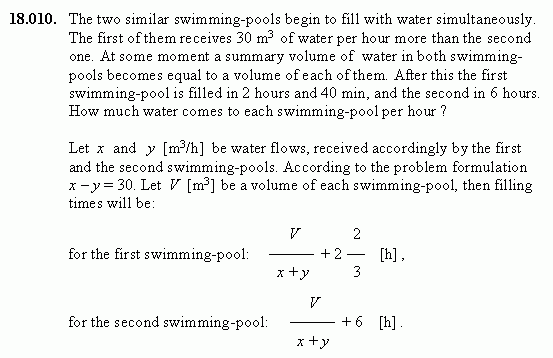 18.010. The two similar swimming-pools begin to fill with water simultaneously.
The first of them receives 30 m³ of water per hour more than the second
one. At some moment a summary volume of water in both swimming-
pools becomes equal to a volume of each of them. After this the first
swimming-pool is filled in 2 hours and 40 min, and the second in 6 hours.
How much water comes to each swimming-pool per hour ?
Let x and y [m³/h] be water flows, received accordingly by the first
and the second swimming-pools. According to the problem formulation
x – y = 30. Let V [m³] be a volume of each swimming-pool, then filling
times will be:
for the first swimming-pool: V / (x + y) + 2 2/3 [h] ,
for the second swimming-pool: V / (x + y) + 6 [h] .